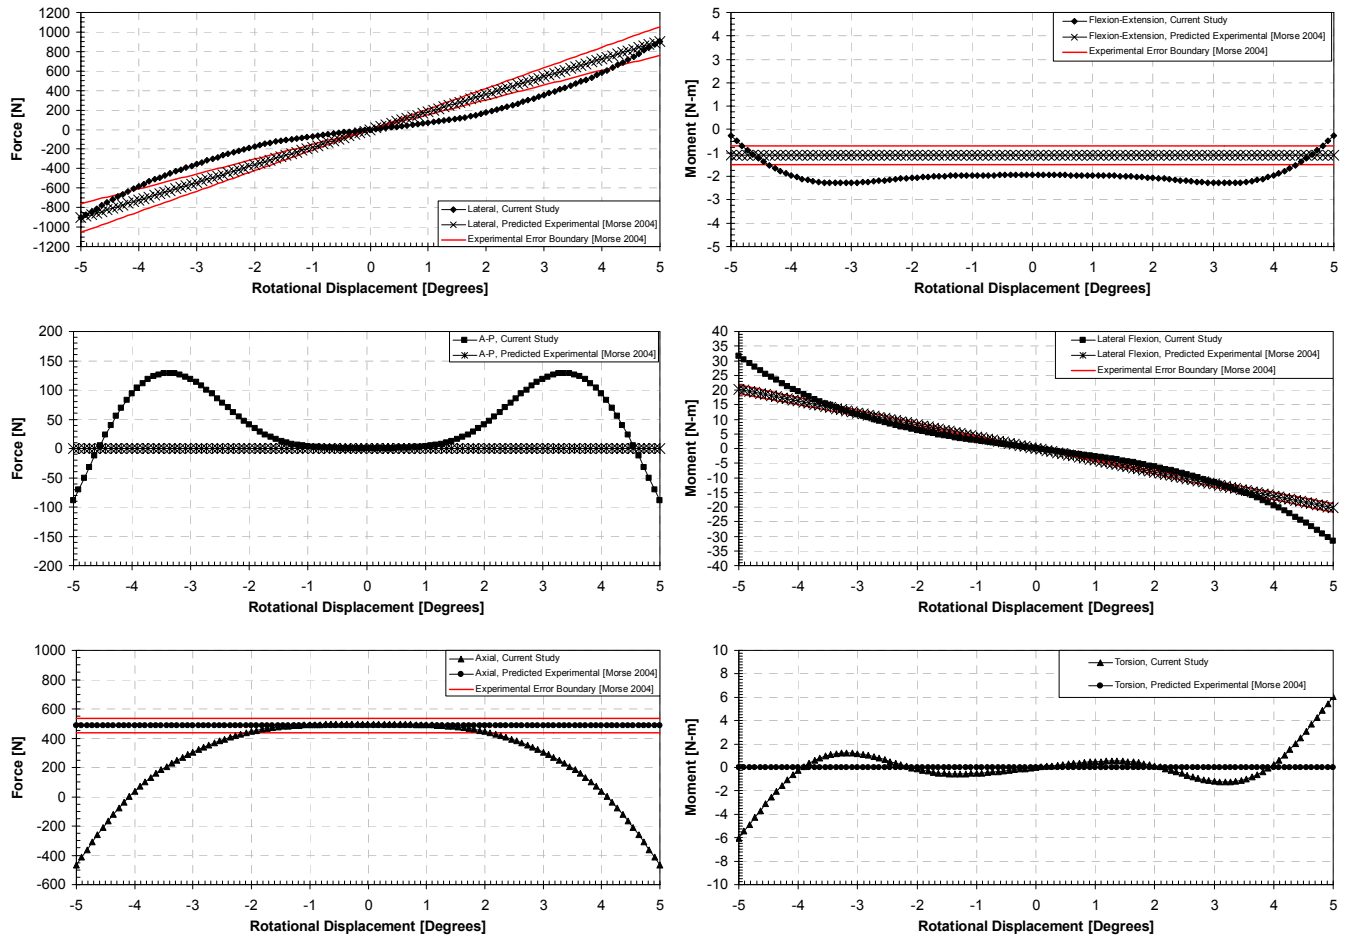 1200
1000
800
600
400
200
0
-200
-400
-600
-800
-1000
1200
Force [N]
Lateral, Current Study
Lateral, Predicted Experimental [Morse 2004]
Experimental Error Boundary [Morse 2004]
-5 -4 -3 -2 -1 0 1 2 3 4 5
Rotational Displacement [Degrees]
5
4
3
2
1
0
-1
-2
-3
-4
-5
Moment [N-m]
Flexion-Extension, Current Study
Flexion-Extension, Predicted Experimental [Morse 2004]
Experimental Error Boundary [Morse 2004]
-5 -4 -3 -2 -1 0 1 2 3 4 5
Rotational Displacement [Degrees]
200
150
100
50
0
-50
-100
-150
-200
Force [N]
A-P, Current Study
A-P, Predicted Experimental [Morse 2004]
-5 -4 -3 -2 -1 0 1 2 3 4 5
Rotational Displacement [Degrees]
40
35
30
25
20
15
10
5
0
-5
-10
-15
-20
-25
-30
-35
-40
Moment [N-m]
Lateral Flexion, Current Study
Lateral Flexion, Predicted Experimental [Morse 2004]
Experimental Error Boundary [Morse 2004]
-5 -4 -3 -2 -1 0 1 2 3 4 5
Rotational Displacement [Degrees]
1000
800
600
400
200
0
-200
-400
-600
Force [N]
Axial, Current Study
Axial, Predicted Experimental [Morse 2004]
Experimental Error Boundary [Morse 2004]
-5 -4 -3 -2 -1 0 1 2 3 4 5
Rotational Displacement [Degrees]
10
8
6
4
2
0
-2
-4
-6
-8
-10
Moment [N-m]
Torsion, Current Study
Torsion, Predicted Experimental [Morse 2004]
-5 -4 -3 -2 -1 0 1 2 3 4 5
Rotational Displacement [Degrees]